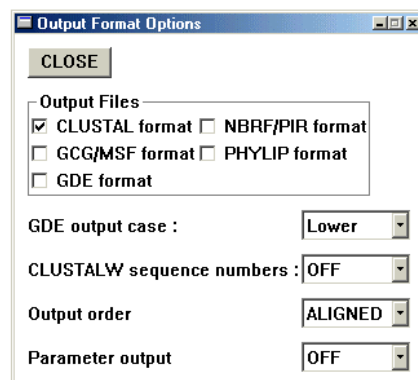 Output Format Options
CLOSE
Output Files
CLUSTAL format NBRF/PIR format
GCG/MSF format PHYLIP format
GDE format
GDE output case : Lower
CLUSTALW sequence numbers : OFF
Output order ALIGNED
Parameter output OFF